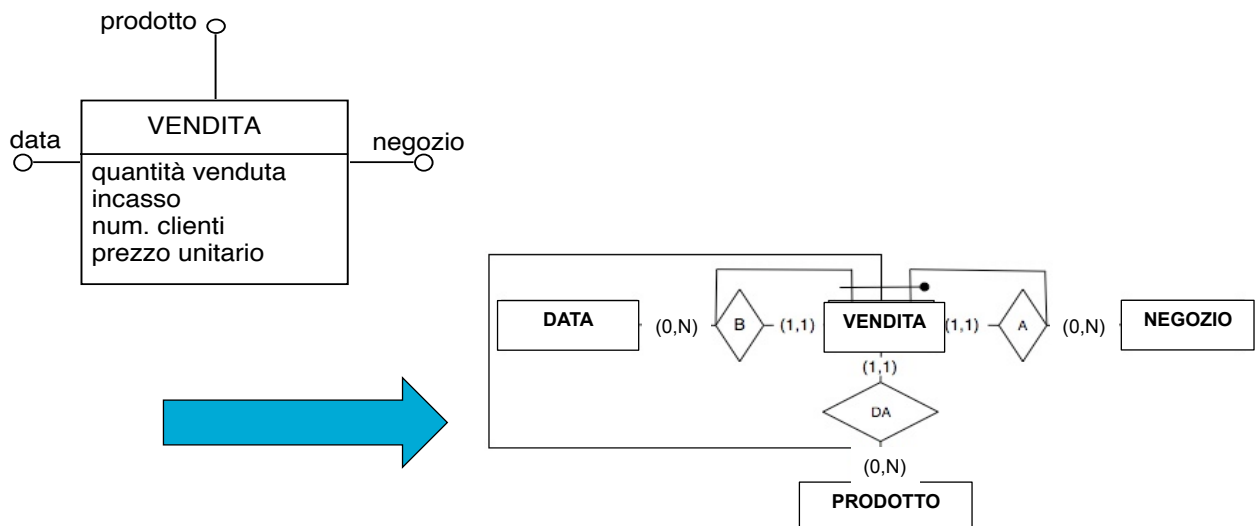 prodotto
VENDITA
data
negozio
quantità venduta
incasso
num. clienti
prezzo unitario
DATA
(0,N)
B
(1,1)
VENDITA
(1,1)
A
(0,N)
NEGOZIO
(1,1)
DA
(0,N)
PRODOTTO